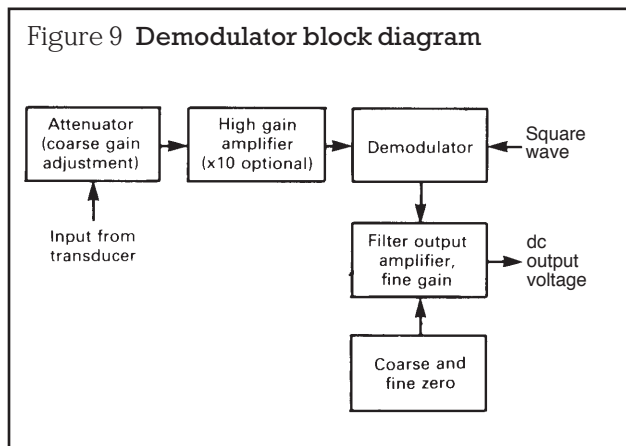 Figure 9 Demodulator block diagram
Attenuator
(coarse gain
adjustment)
High gain
amplifier
(x10 optional)
Demodulator
Square
wave
Input from
transducer
Filter output
amplifier,
fine gain
dc
output
voltage
Coarse and
fine zero